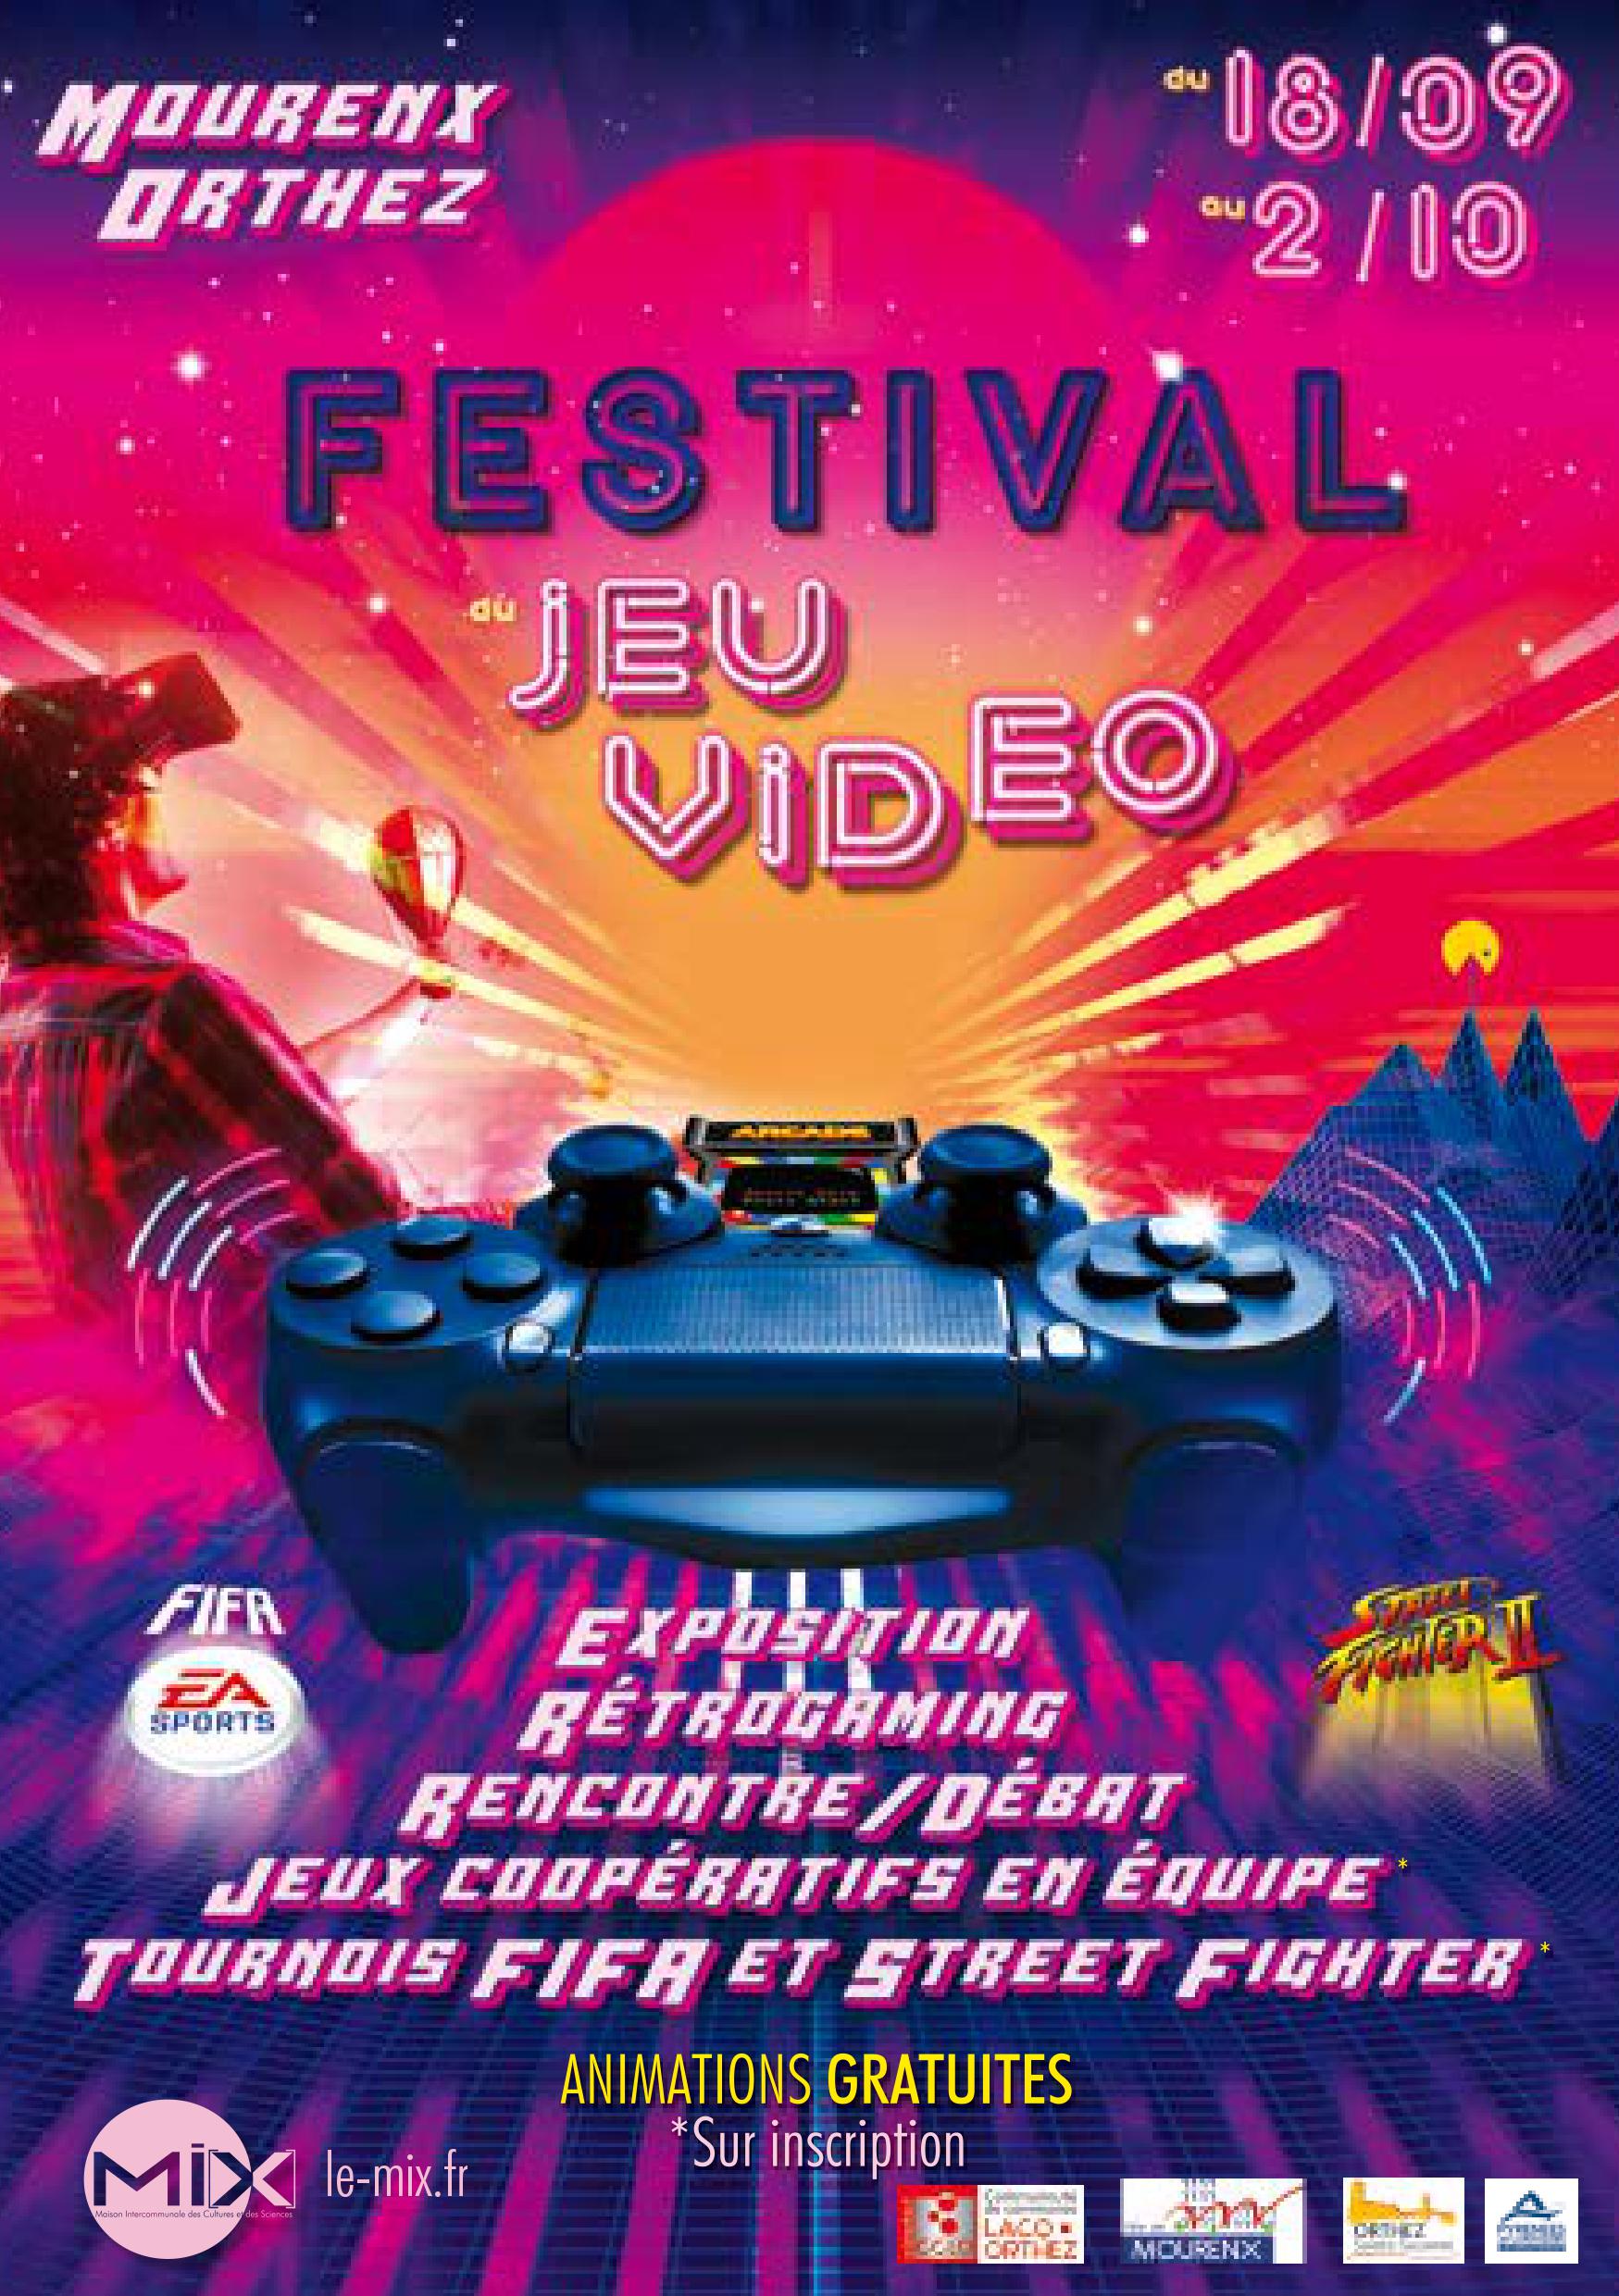 MOURENX
ORTHEZ
du 18/09
au 2/10
FESTIVAL
du jEU
ViDEO
ARCADE
FIFA
EA
SPORTS
STREET
FIGHTER II
EXPOSITION
RÉTROGAMING
RENCONTRE/DÉBAT
JEUX COOPÉRATIFS EN ÉQUIPE*
TOURNOIS FIFA ET STREET FIGHTER*
ANIMATIONS GRATUITES
*Sur inscription
Mi[X]
Maison Intercommunale des Cultures et des Sciences
le-mix.fr
LACQ
ORTHEZ
MOURENX
ORTHEZ